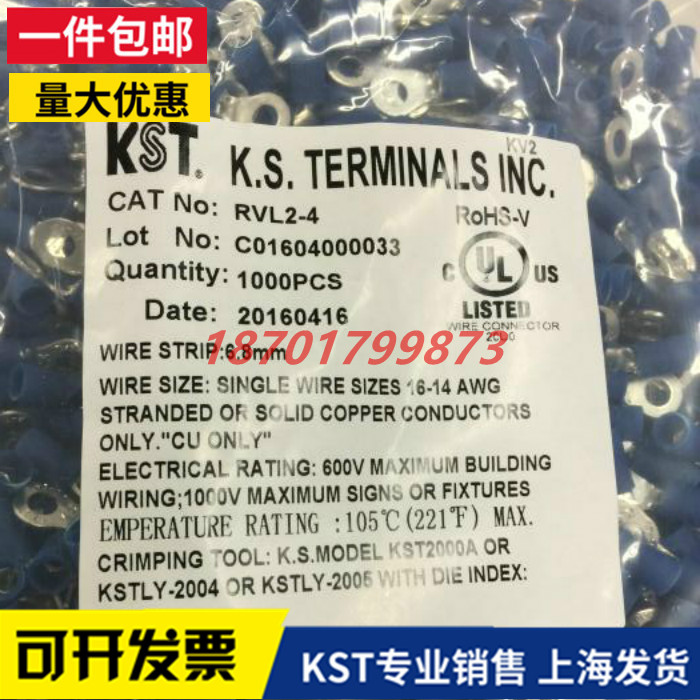 一件包邮
量大优惠
KST® K.S. TERMINALS INC.
KV2
CAT No: RVL2-4
RoHS-V
Lot No: C01604000033
Quantity: 1000PCS
C UL US
LISTED
WIRE CONNECTOR
2C00
Date: 20160416
18701799873
WIRE STRIP:6.8mm
WIRE SIZE: SINGLE WIRE SIZES 16-14 AWG
STRANDED OR SOLID COPPER CONDUCTORS
ONLY."CU ONLY"
ELECTRICAL RATING: 600V MAXIMUM BUILDING
WIRING;1000V MAXIMUM SIGNS OR FIXTURES
EMPERATURE RATING :105℃(221℉) MAX.
CRIMPING TOOL: K.S.MODEL KST2000A OR
KSTLY-2004 OR KSTLY-2005 WITH DIE INDEX:
可开发票
KST专业销售 上海发货